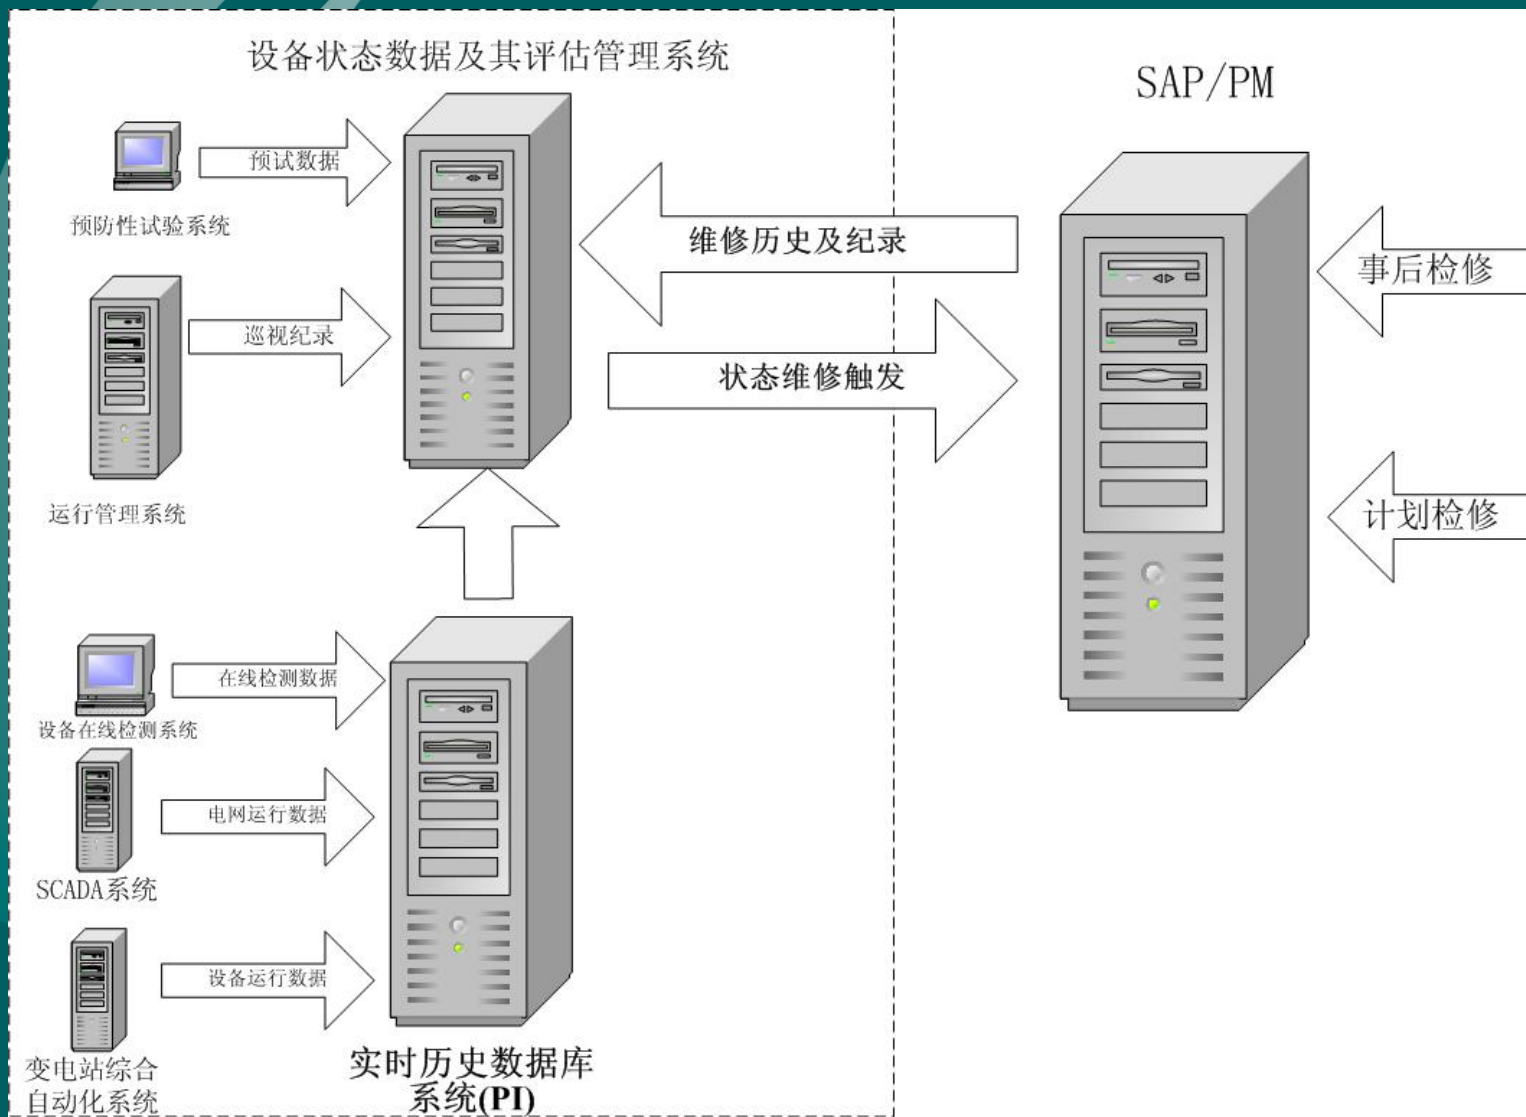 设备状态数据及其评估管理系统
SAP/PM
预试数据
预防性试验系统
维修历史及纪录
事后检修
巡视纪录
状态维修触发
运行管理系统
计划检修
在线检测数据
设备在线检测系统
电网运行数据
SCADA系统
设备运行数据
变电站综合
自动化系统
实时历史数据库
系统(PI)